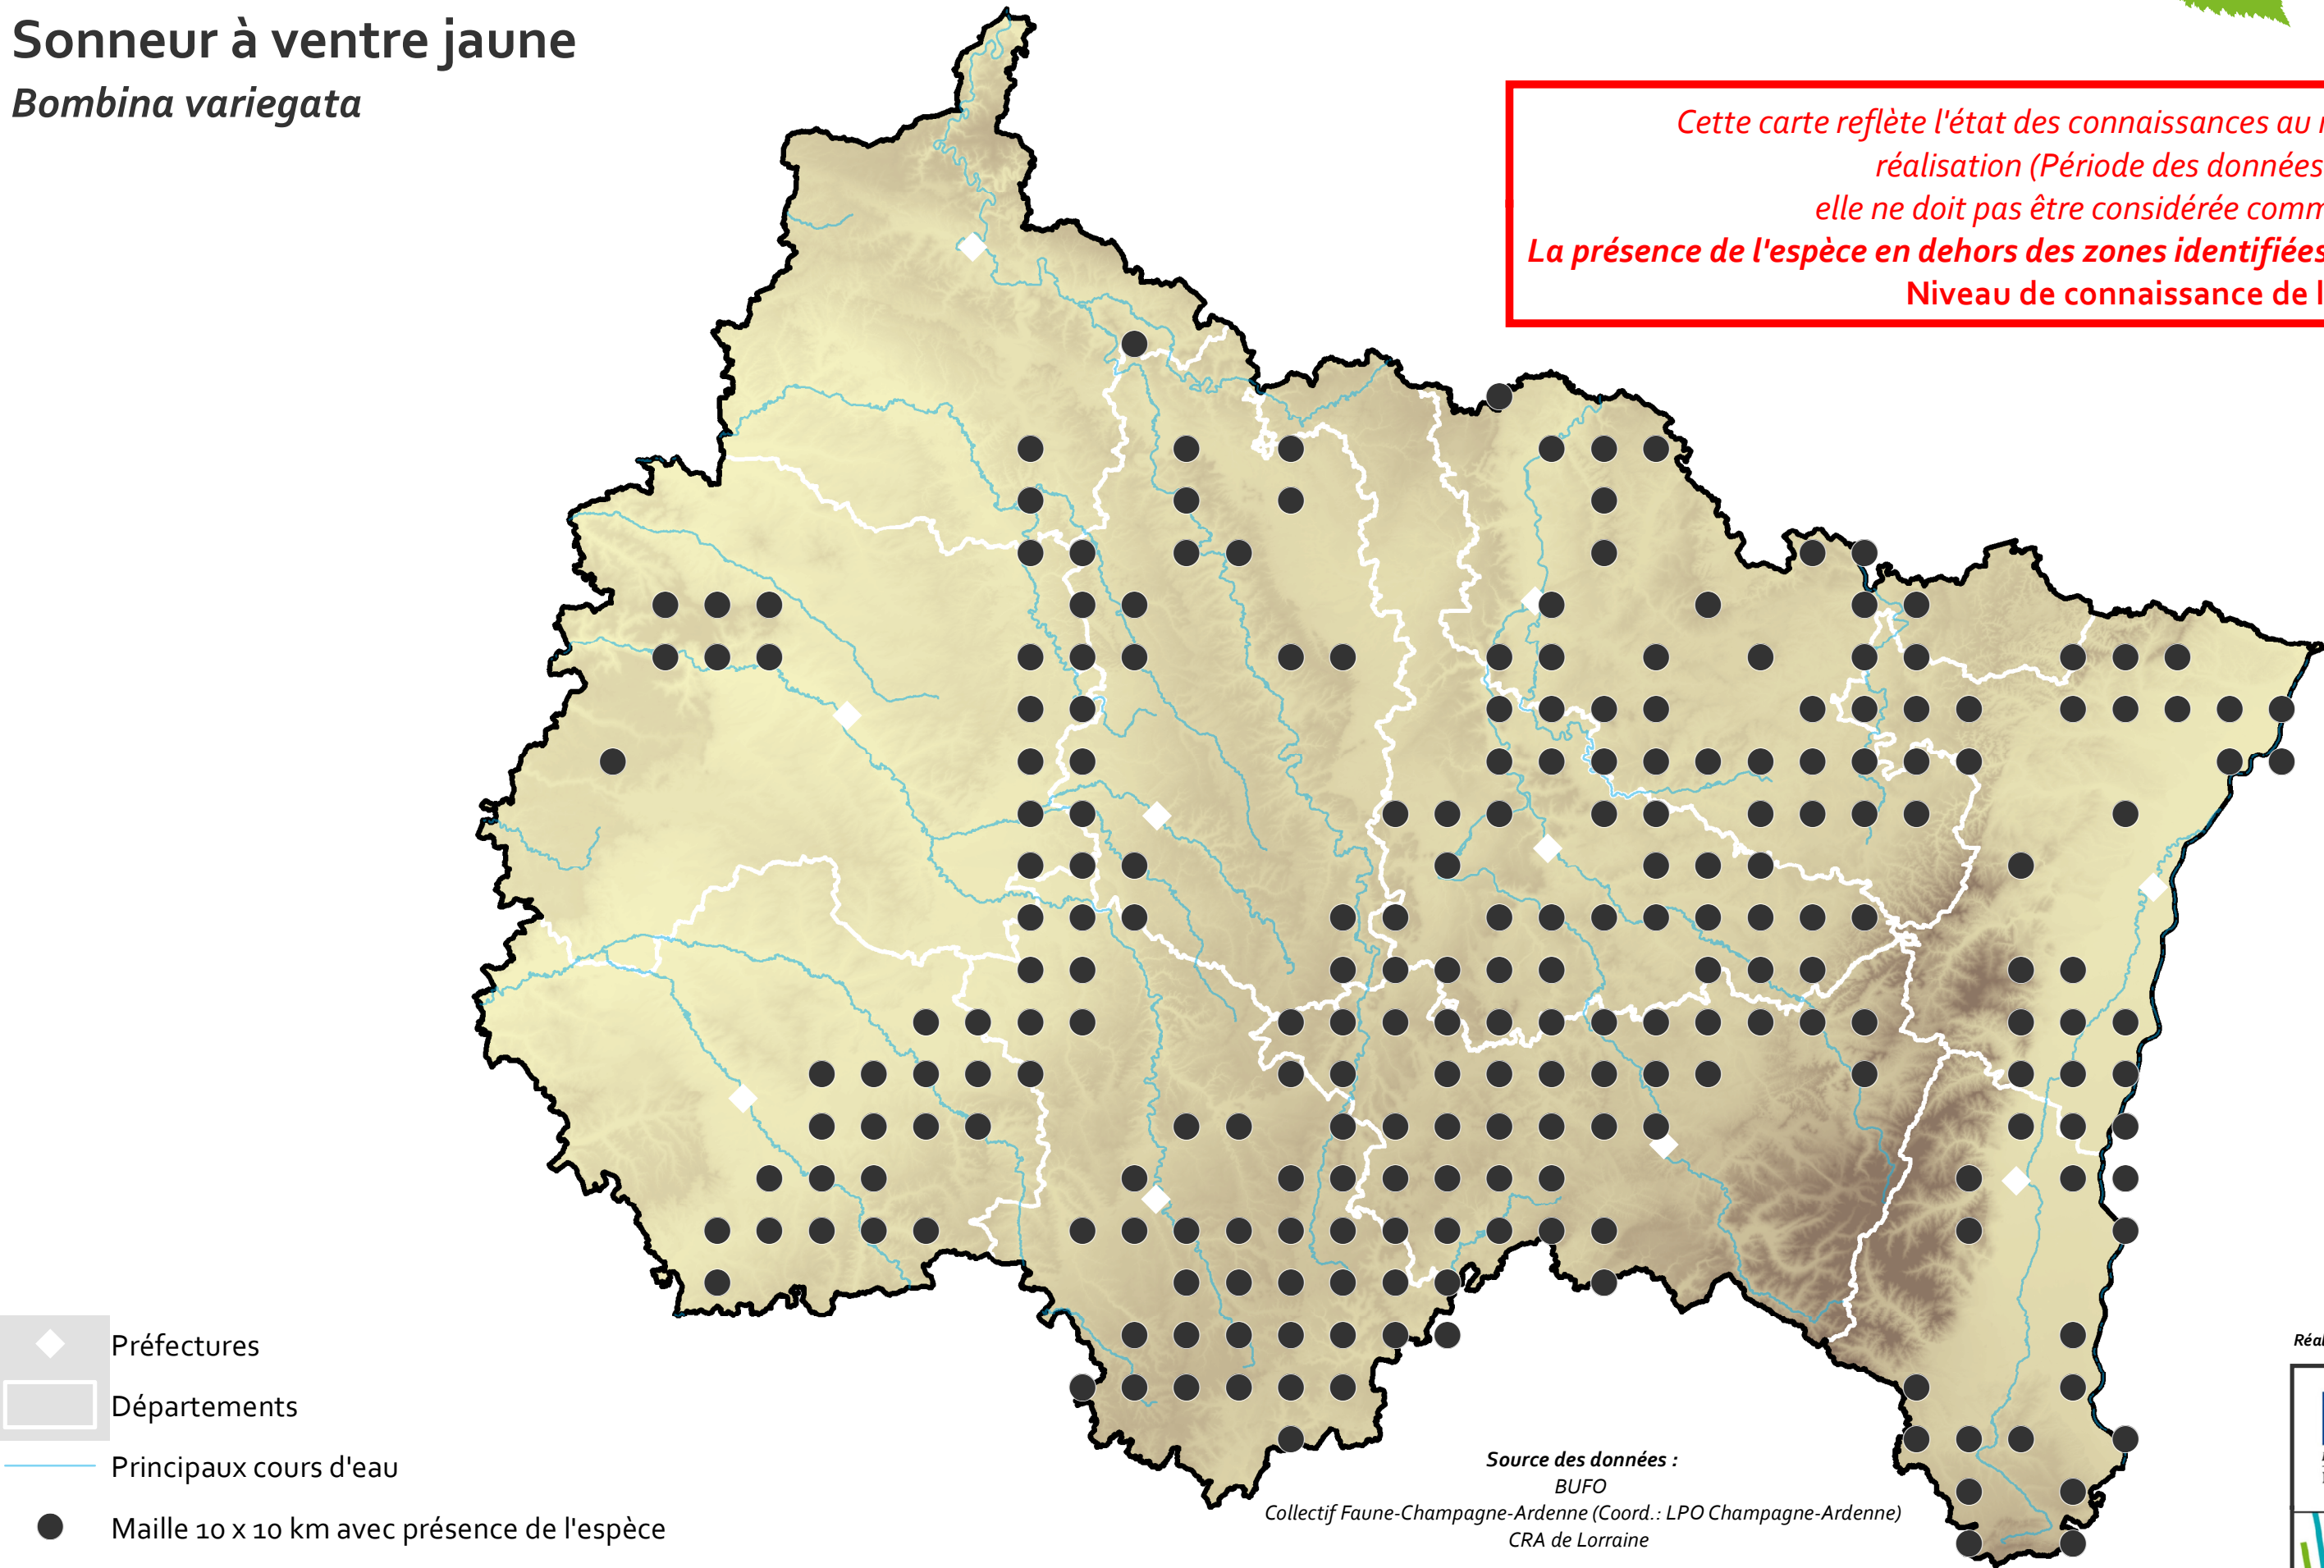 Sonneur à ventre jaune
Bombina variegata
Cette carte reflète l'état des connaissances au
réalisation (Période des données
elle ne doit pas être considérée comm
La présence de l'espèce en dehors des zones identifiées
Niveau de connaissance de l
Préfectures
Départements
Principaux cours d'eau
Maille 10 x 10 km avec présence de l'espèce
Source des données :
BUFO
Collectif Faune-Champagne-Ardenne (Coord.: LPO Champagne-Ardenne)
CRA de Lorraine
Réal